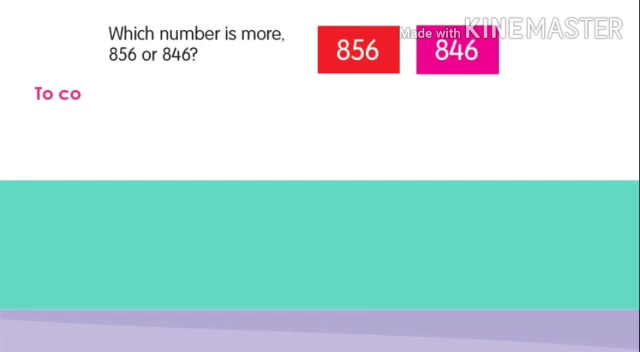 Which number is more,
856 or 846?
856
846
Made with KINEMASTER
To co